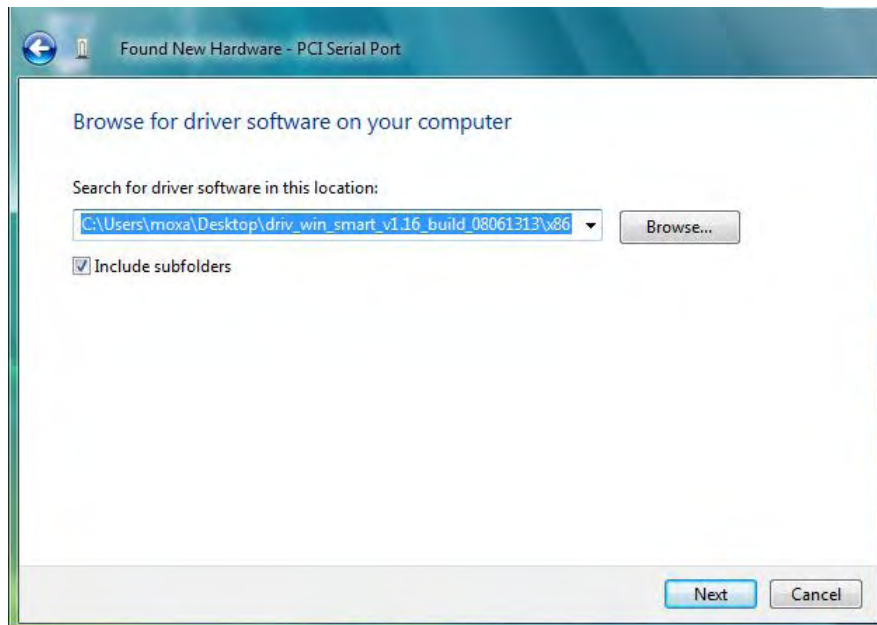 Found New Hardware - PCI Serial Port
Browse for driver software on your computer
Search for driver software in this location:
C:\Users\moxa\Desktop\driv_win_smart_v1.16_build_08061313\x86
Browse...
Include subfolders
Next
Cancel